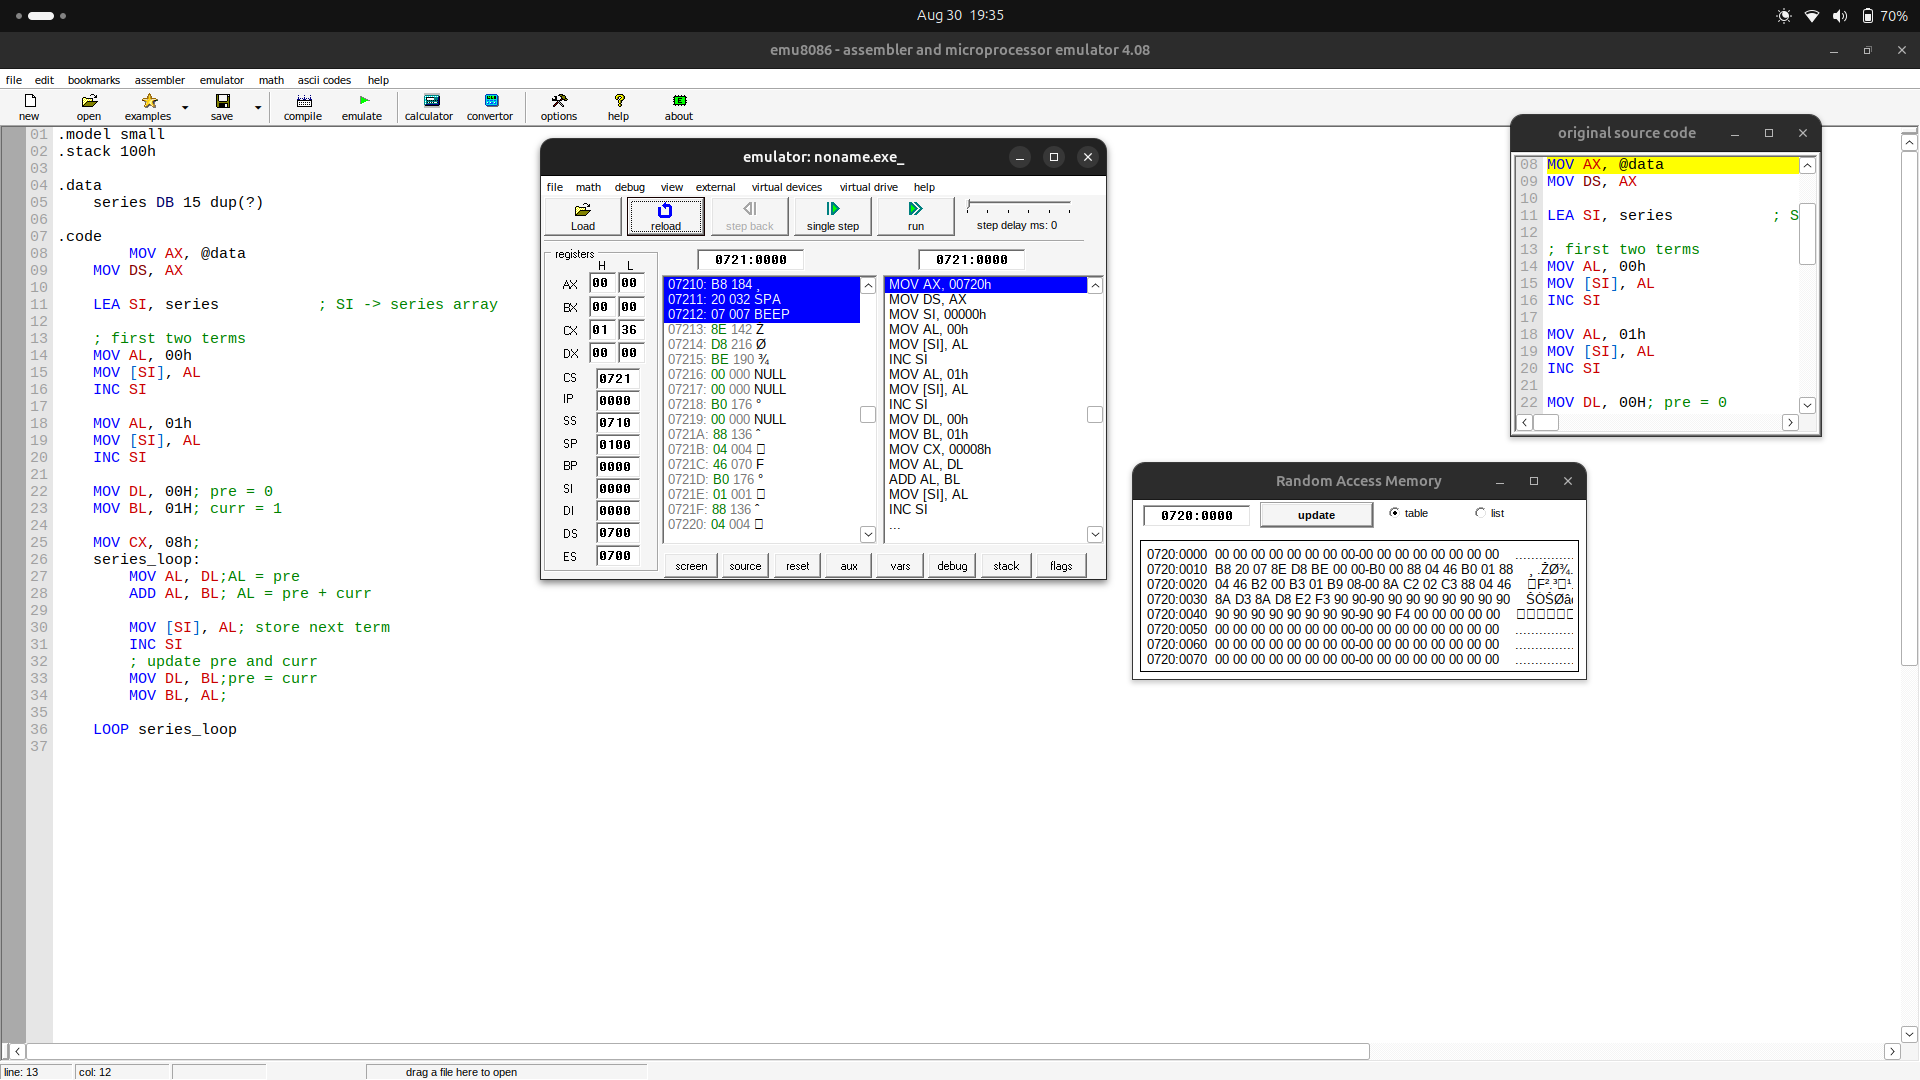 Aug 30 19:35
70%
emu8086 - assembler and microprocessor emulator 4.08
file edit bookmarks assembler emulator math ascii codes help
new open examples save compile emulate calculator convertor options help about
01 .model small
02 .stack 100h
03
04 .data
05 series DB 15 dup(?)
06
07 .code
08 MOV AX, @data
09 MOV DS, AX
10
11 LEA SI, series ; SI -> series array
12
13 ; first two terms
14 MOV AL, 00h
15 MOV [SI], AL
16 INC SI
17
18 MOV AL, 01h
19 MOV [SI], AL
20 INC SI
21
22 MOV DL, 00H; pre = 0
23 MOV BL, 01H; curr = 1
24
25 MOV CX, 08h;
26 series_loop:
27 MOV AL, DL;AL = pre
28 ADD AL, BL; AL = pre + curr
29
30 MOV [SI], AL; store next term
31 INC SI
32 ; update pre and curr
33 MOV DL, BL;pre = curr
34 MOV BL, AL;
35
36 LOOP series_loop
37
emulator: noname.exe_
file math debug view external virtual devices virtual drive help
Load reload step back single step run step delay ms: 0
registers
H L
AX 00 00
BX 00 00
CX 01 36
DX 00 00
CS 0721
IP 0000
SS 0710
SP 0100
BP 0000
SI 0000
DI 0000
DS 0700
ES 0700
0721:0000
07210: B8 184 ¸
07211: 20 032 SPA
07212: 07 007 BEEP
07213: 8E 142 Ž
07214: D8 216 Ø
07215: BE 190 ¾
07216: 00 000 NULL
07217: 00 000 NULL
07218: B0 176 °
07219: 00 000 NULL
0721A: 88 136 ˆ
0721B: 04 004 □
0721C: 46 070 F
0721D: B0 176 °
0721E: 01 001 □
0721F: 88 136 ˆ
07220: 04 004 □
0721:0000
MOV AX, 00720h
MOV DS, AX
MOV SI, 00000h
MOV AL, 00h
MOV [SI], AL
INC SI
MOV AL, 01h
MOV [SI], AL
INC SI
MOV DL, 00h
MOV BL, 01h
MOV CX, 00008h
MOV AL, DL
ADD AL, BL
MOV [SI], AL
INC SI
...
screen source reset aux vars debug stack flags
original source code
08 MOV AX, @data
09 MOV DS, AX
10
11 LEA SI, series ; S
12
13 ; first two terms
14 MOV AL, 00h
15 MOV [SI], AL
16 INC SI
17
18 MOV AL, 01h
19 MOV [SI], AL
20 INC SI
21
22 MOV DL, 00H; pre = 0
Random Access Memory
0720:0000 update table list
0720:0000 00 00 00 00 00 00 00 00-00 00 00 00 00 00 00 00 ................
0720:0010 B8 20 07 8E D8 BE 00 00-B0 00 88 04 46 B0 01 88 ¸ .ŽØ¾.
0720:0020 04 46 B2 00 B3 01 B9 08-00 8A C2 02 C3 88 04 46 □F².³□¹.
0720:0030 8A D3 8A D8 E2 F3 90 90-90 90 90 90 90 90 90 90 ŠÓŠØâ
0720:0040 90 90 90 90 90 90 90 90-90 90 F4 00 00 00 00 00 □□□□□□
0720:0050 00 00 00 00 00 00 00 00-00 00 00 00 00 00 00 00 ................
0720:0060 00 00 00 00 00 00 00 00-00 00 00 00 00 00 00 00 ................
0720:0070 00 00 00 00 00 00 00 00-00 00 00 00 00 00 00 00 ................
line: 13 col: 12 drag a file here to open